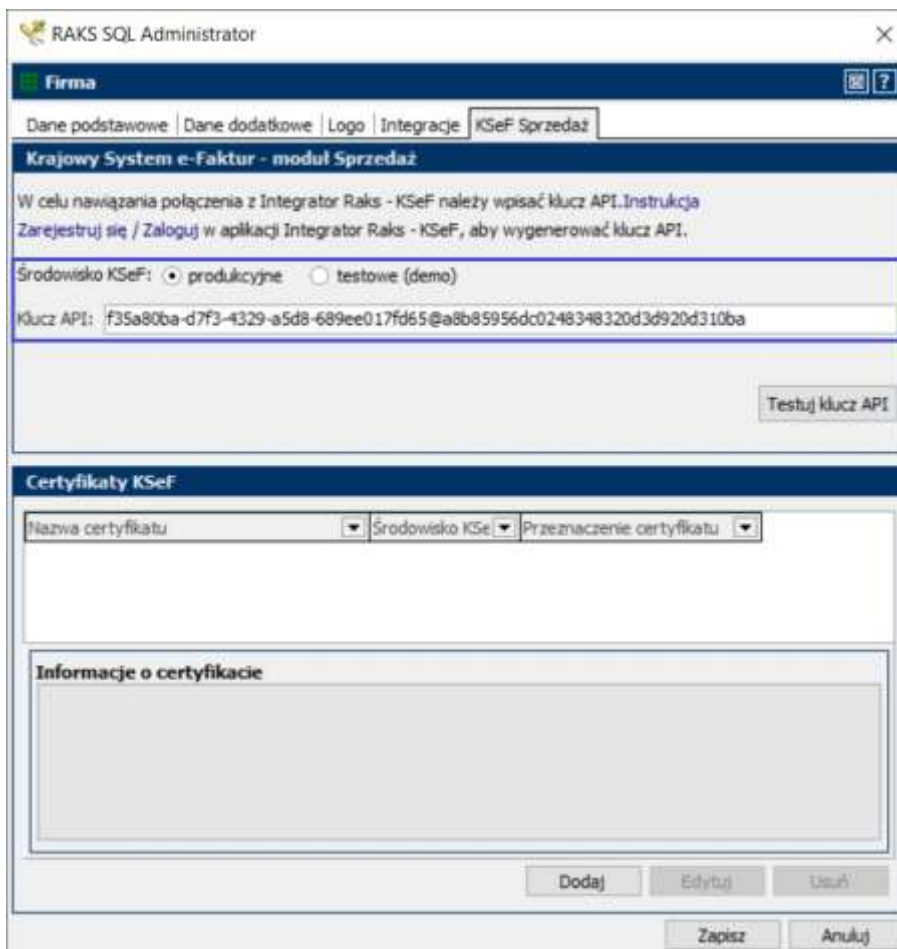 RAKS SQL Administrator
Firma
Dane podstawowe | Dane dodatkowe | Logo | Integracje | KSeF Sprzedaż
Krajowy System e-Faktur - moduł Sprzedaż
W celu nawiązania połączenia z Integrator Raks - KSeF należy wpisać klucz API.Instrukcja
Zarejestruj się / Zaloguj w aplikacji Integrator Raks - KSeF, aby wygenerować klucz API.
Środowisko KSeF: produkcyjne testowe (demo)
Klucz API: f35a80ba-d7f3-4329-a5d8-689ee017fd65@a8b85956dc0248348320d3d920d310ba
Testuj klucz API
Certyfikaty KSeF
Nazwa certyfikatu Środowisko KSe Przeznaczenie certyfikatu
Informacje o certyfikacie
Dodaj Edytuj Usuń
Zapisz Anuluj